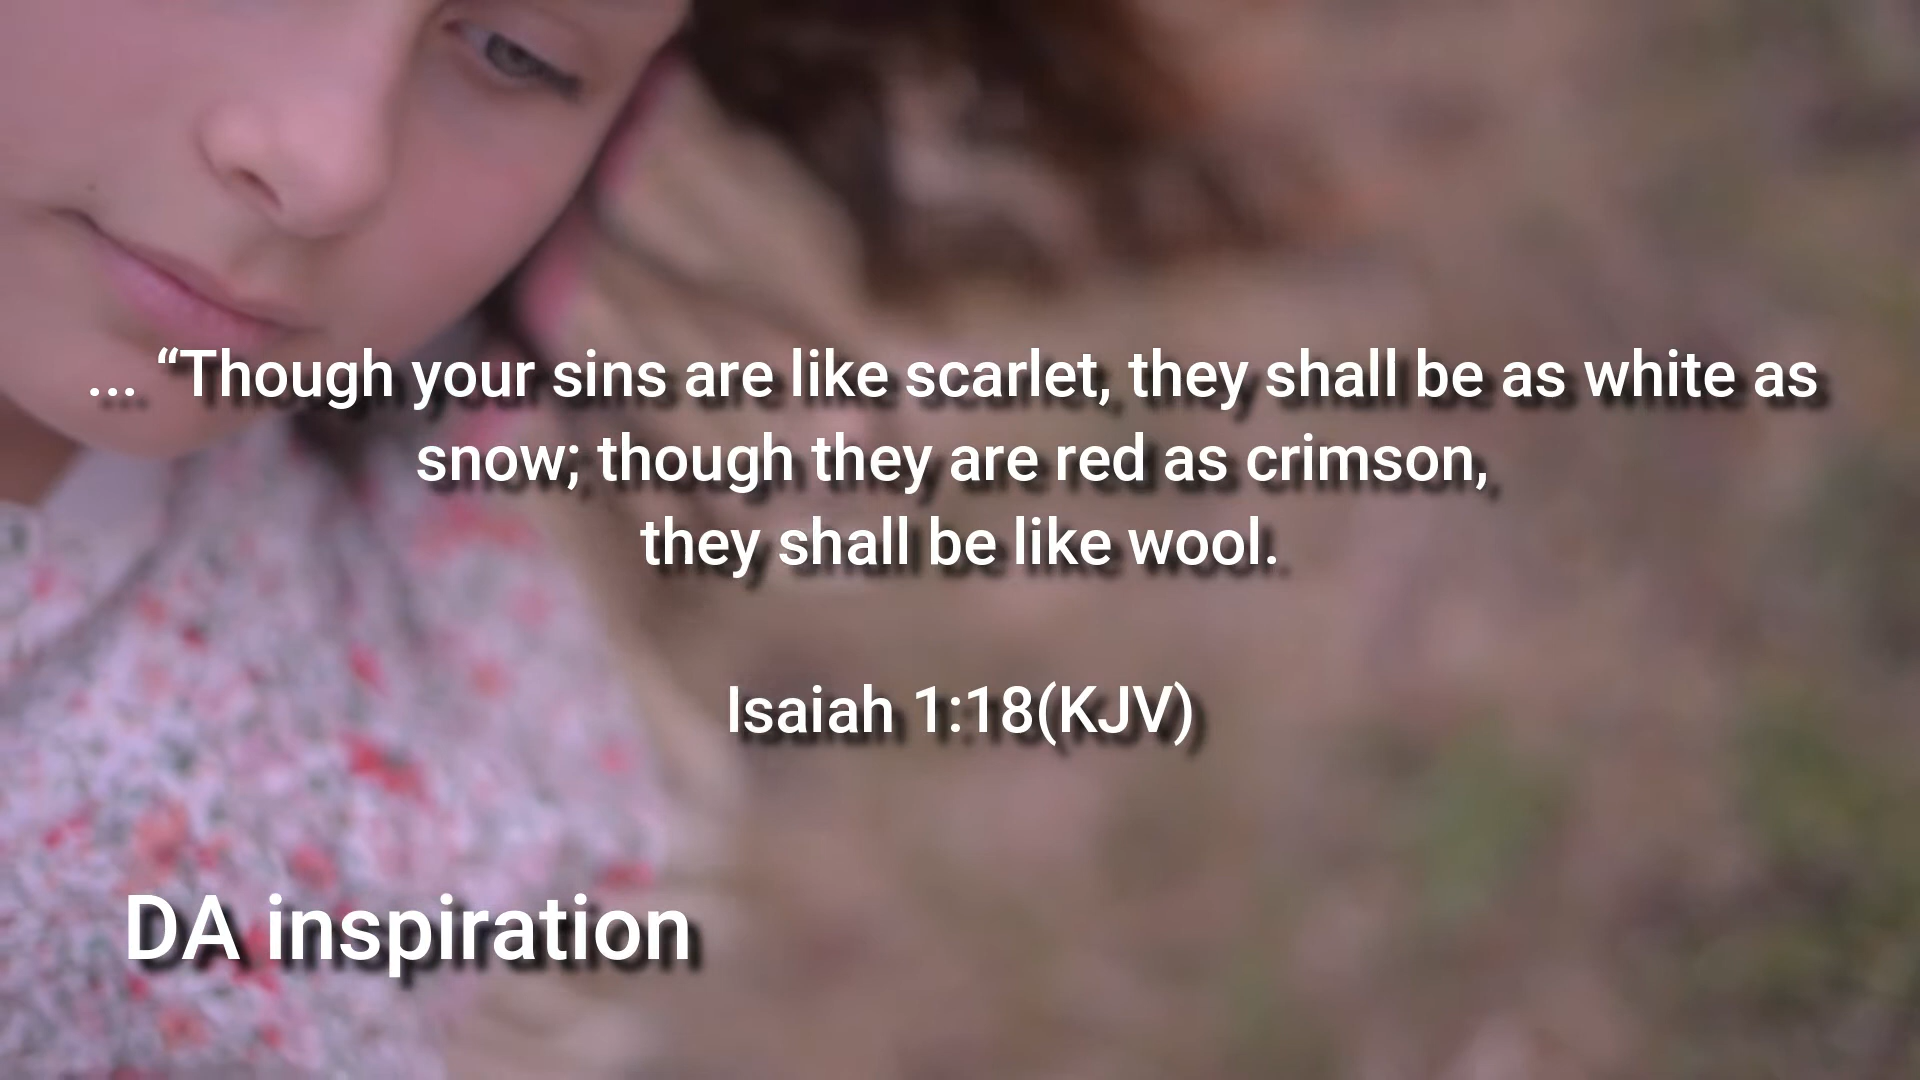 ... “Though your sins are like scarlet, they shall be as white as
snow; though they are red as crimson,
they shall be like wool.
Isaiah 1:18(KJV)
DA inspiration